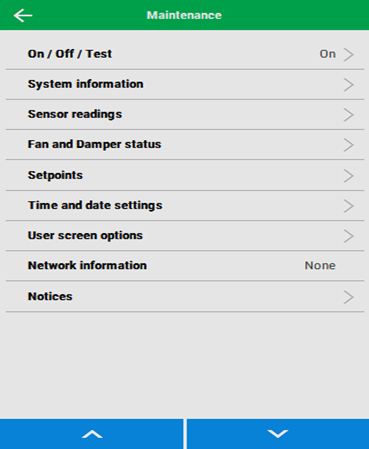 Maintenance
On / Off / Test On
System information
Sensor readings
Fan and Damper status
Setpoints
Time and date settings
User screen options
Network information None
Notices